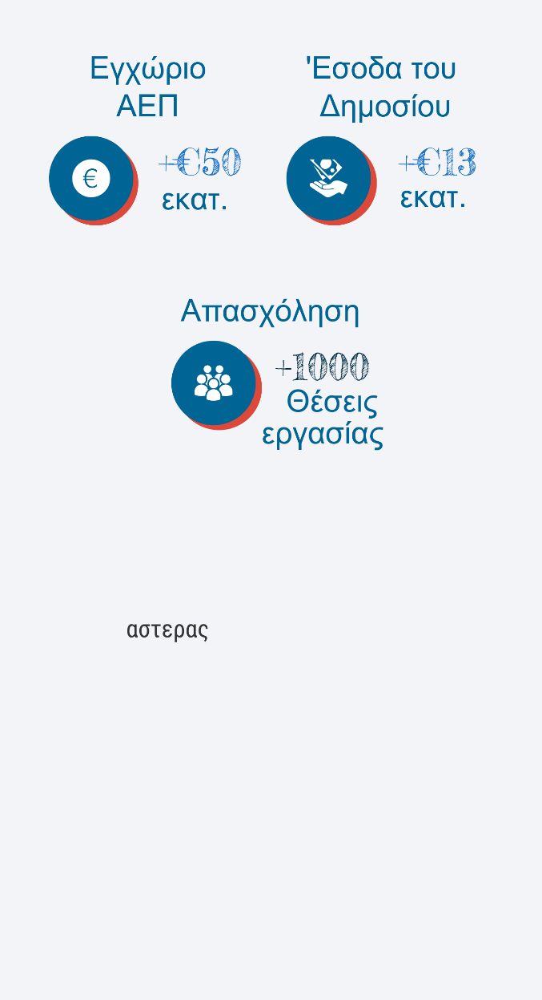 Εγχώριο
ΑΕΠ
+€50
εκατ.
'Εσοδα του
Δημοσίου
+€13
εκατ.
Απασχόληση
+1000
Θέσεις
εργασίας
αστερας